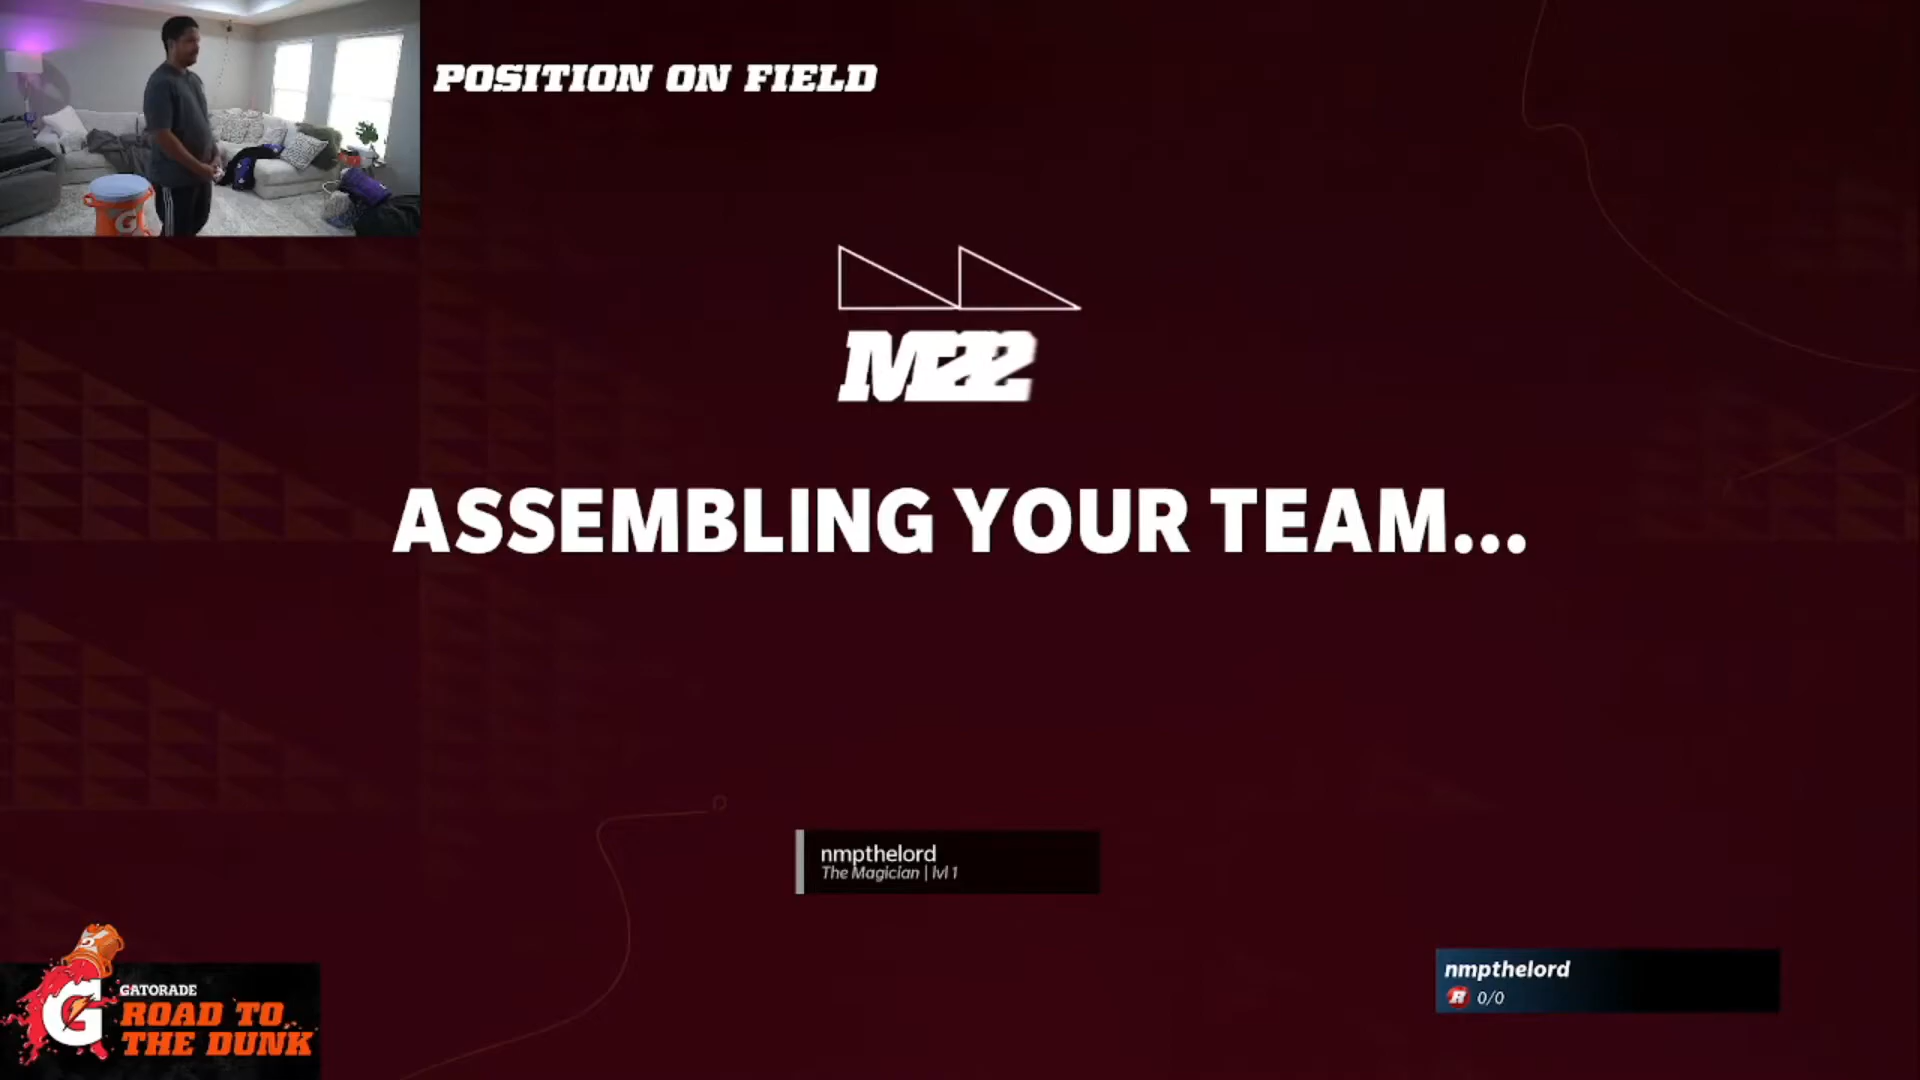 POSITION ON FIELD
M22
ASSEMBLING YOUR TEAM...
nmpthelord
The Magician | lvl 1
nmpthelord
R 0/0
G
G
GATORADE
ROAD TO
THE DUNK